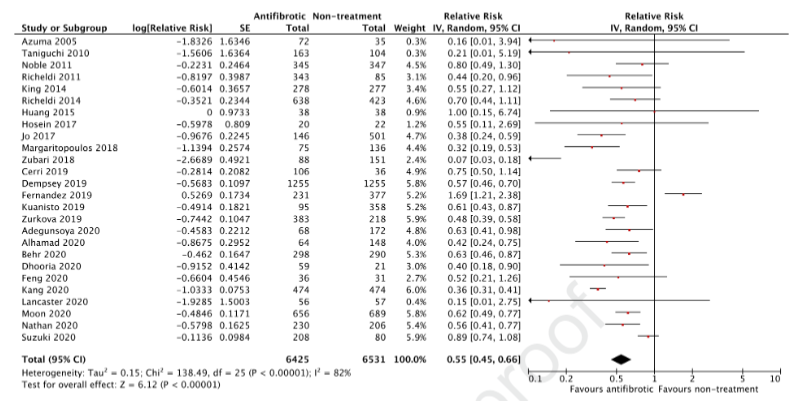 Antifibrotic Non-treatment Relative Risk Relative Risk
Study or Subgroup log[Relative Risk] SE Total Total Weight IV, Random, 95% CI IV, Random, 95% CI
Azuma 2005 -1.8326 1.6346 72 35 0.3% 0.16 [0.01, 3.94]
Taniguchi 2010 -1.5606 1.6364 163 104 0.3% 0.21 [0.01, 5.19]
Noble 2011 -0.2231 0.2464 345 347 4.4% 0.80 [0.49, 1.30]
Richeldi 2011 -0.8197 0.3987 343 85 2.9% 0.44 [0.20, 0.96]
King 2014 -0.6014 0.3657 278 277 3.2% 0.55 [0.27, 1.12]
Richeldi 2014 -0.3521 0.2344 638 423 4.5% 0.70 [0.44, 1.11]
Huang 2015 0 0.9733 38 38 0.9% 1.00 [0.15, 6.74]
Hosein 2017 -0.5978 0.809 20 22 1.2% 0.55 [0.11, 2.69]
Jo 2017 -0.9676 0.2245 146 501 4.6% 0.38 [0.24, 0.59]
Margaritopoulos 2018 -1.1394 0.2574 75 136 4.3% 0.32 [0.19, 0.53]
Zubari 2018 -2.6689 0.4921 88 151 2.3% 0.07 [0.03, 0.18]
Cerri 2019 -0.2814 0.2082 106 36 4.8% 0.75 [0.50, 1.14]
Dempsey 2019 -0.5683 0.1097 1255 1255 5.8% 0.57 [0.46, 0.70]
Fernandez 2019 0.5269 0.1734 231 377 5.2% 1.69 [1.21, 2.38]
Kuanisto 2019 -0.4914 0.1821 95 358 5.1% 0.61 [0.43, 0.87]
Zurkova 2019 -0.7442 0.1047 383 218 5.9% 0.48 [0.39, 0.58]
Adegunsoya 2020 -0.4583 0.2212 68 172 4.6% 0.63 [0.41, 0.98]
Alhamad 2020 -0.8675 0.2952 64 148 3.9% 0.42 [0.24, 0.75]
Behr 2020 -0.462 0.1647 298 290 5.3% 0.63 [0.46, 0.87]
Dhooria 2020 -0.9152 0.4142 59 21 2.8% 0.40 [0.18, 0.90]
Feng 2020 -0.6604 0.4546 36 31 2.5% 0.52 [0.21, 1.26]
Kang 2020 -1.0333 0.0753 474 474 6.1% 0.36 [0.31, 0.41]
Lancaster 2020 -1.9285 1.5003 56 57 0.4% 0.15 [0.01, 2.75]
Moon 2020 -0.4846 0.1171 656 689 5.8% 0.62 [0.49, 0.77]
Nathan 2020 -0.5798 0.1625 230 206 5.3% 0.56 [0.41, 0.77]
Suzuki 2020 -0.1136 0.0984 208 80 5.9% 0.89 [0.74, 1.08]
Total (95% CI) 6425 6531 100.0% 0.55 [0.45, 0.66]
Heterogeneity: Tau² = 0.15; Chi² = 138.49, df = 25 (P < 0.00001); I² = 82%
Test for overall effect: Z = 6.12 (P < 0.00001)
0.1 0.2 0.5 1 2 5 10
Favours antifibrotic Favours non-treatment